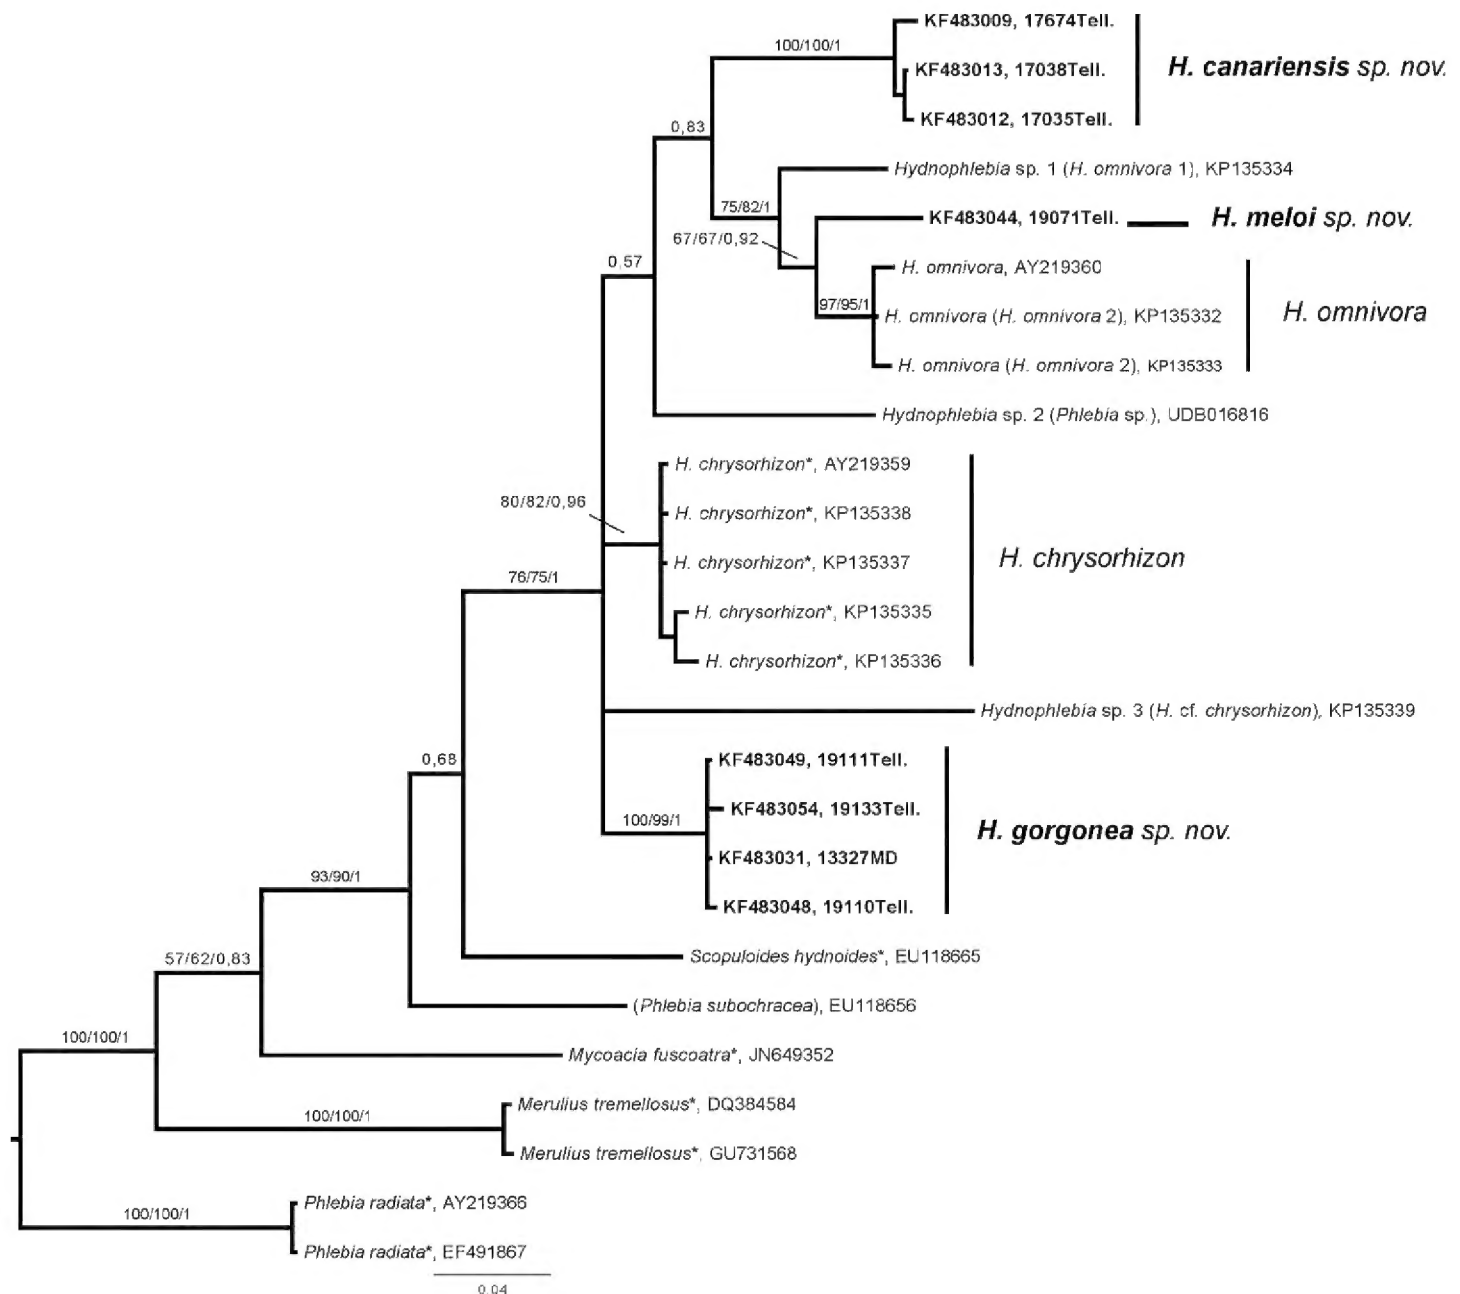 KF483009, 17674Tell.
100/100/1
KF483013, 17038Tell.
H. canariensis sp. nov.
KF483012, 17035Tell.
0,83
Hydnophlebia sp. 1 (H. omnivora 1), KP135334
75/82/1
KF483044, 19071Tell.
H. meloi sp. nov.
67/67/0,92
0,57
H. omnivora, AY219360
97/95/1
H. omnivora (H. omnivora 2), KP135332
H. omnivora
H. omnivora (H. omnivora 2), KP135333
Hydnophlebia sp. 2 (Phlebia sp.), UDB016816
H. chrysorhizon*, AY219359
80/82/0,96
H. chrysorhizon*, KP135338
H. chrysorhizon*, KP135337
H. chrysorhizon
76/75/1
H. chrysorhizon*, KP135335
H. chrysorhizon*, KP135336
Hydnophlebia sp. 3 (H. cf. chrysorhizon), KP135339
0,68
KF483049, 19111Tell.
KF483054, 19133Tell.
100/99/1
H. gorgonea sp. nov.
KF483031, 13327MD
93/90/1
KF483048, 19110Tell.
57/62/0,83
Scopuloides hydnoides*, EU118665
(Phlebia subochracea), EU118656
100/100/1
Mycoacia fuscoatra*, JN649352
100/100/1
Merulius tremellosus*, DQ384584
Merulius tremellosus*, GU731568
Phlebia radiata*, AY219366
100/100/1
Phlebia radiata*, EF491867
0.04